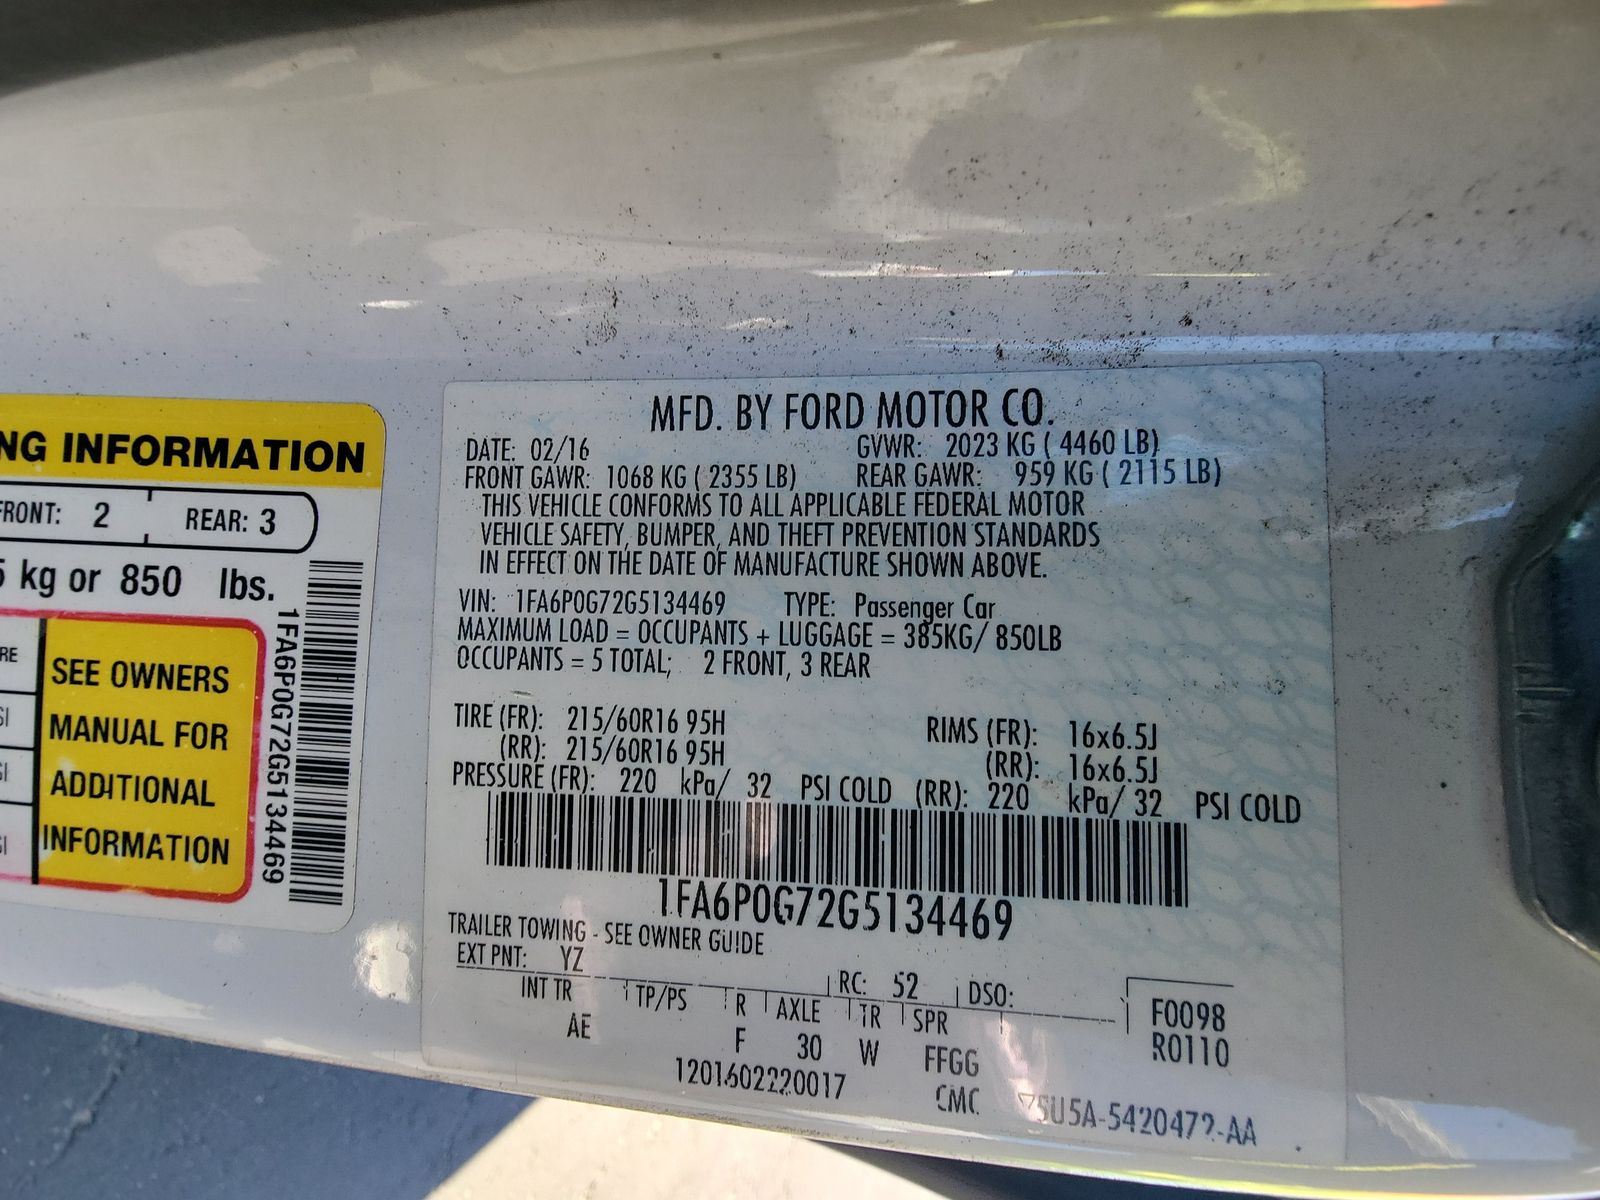 NG INFORMATION
FRONT: 2 REAR: 3
kg or 850 lbs.
SEE OWNERS
MANUAL FOR
ADDITIONAL
INFORMATION
1FA6P0G72G5134469
MFD. BY FORD MOTOR CO.
DATE: 02/16 GVWR: 2023 KG ( 4460 LB)
FRONT GAWR: 1068 KG ( 2355 LB) REAR GAWR: 959 KG ( 2115 LB)
THIS VEHICLE CONFORMS TO ALL APPLICABLE FEDERAL MOTOR
VEHICLE SAFETY, BUMPER, AND THEFT PREVENTION STANDARDS
IN EFFECT ON THE DATE OF MANUFACTURE SHOWN ABOVE.
VIN: 1FA6P0G72G5134469 TYPE: Passenger Car
MAXIMUM LOAD = OCCUPANTS + LUGGAGE = 385KG/ 850LB
OCCUPANTS = 5 TOTAL; 2 FRONT, 3 REAR
TIRE (FR): 215/60R16 95H RIMS (FR): 16x6.5J
(RR): 215/60R16 95H (RR): 16x6.5J
PRESSURE (FR): 220 kPa/ 32 PSI COLD (RR): 220 kPa/ 32 PSI COLD
1FA6P0G72G5134469
TRAILER TOWING - SEE OWNER GUIDE
EXT PNT: YZ RC: 52 DSO:
INT TR TP/PS R AXLE TR SPR F0098
AE F 30 W FFGG R0110
1201602220017 CMC